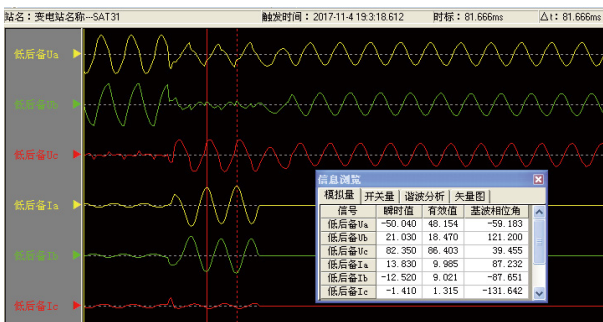 站名：变电站名称---SAT31 触发时间：2017-11-4 19:3:18.612 时标：81.666ms △t：81.666ms
低后备Ua
低后备Ub
低后备Uc
低后备Ia
低后备Ib
低后备Ic
信息浏览
模拟量 开关量 谐波分析 矢量图
信号 瞬时值 有效值 基波相位角
低后备Ua -50.040 48.154 -59.183
低后备Ub 21.030 18.470 121.200
低后备Uc 82.350 86.403 39.455
低后备Ia 13.830 9.985 87.232
低后备Ib -12.520 9.021 -87.651
低后备Ic -1.410 1.315 -131.642